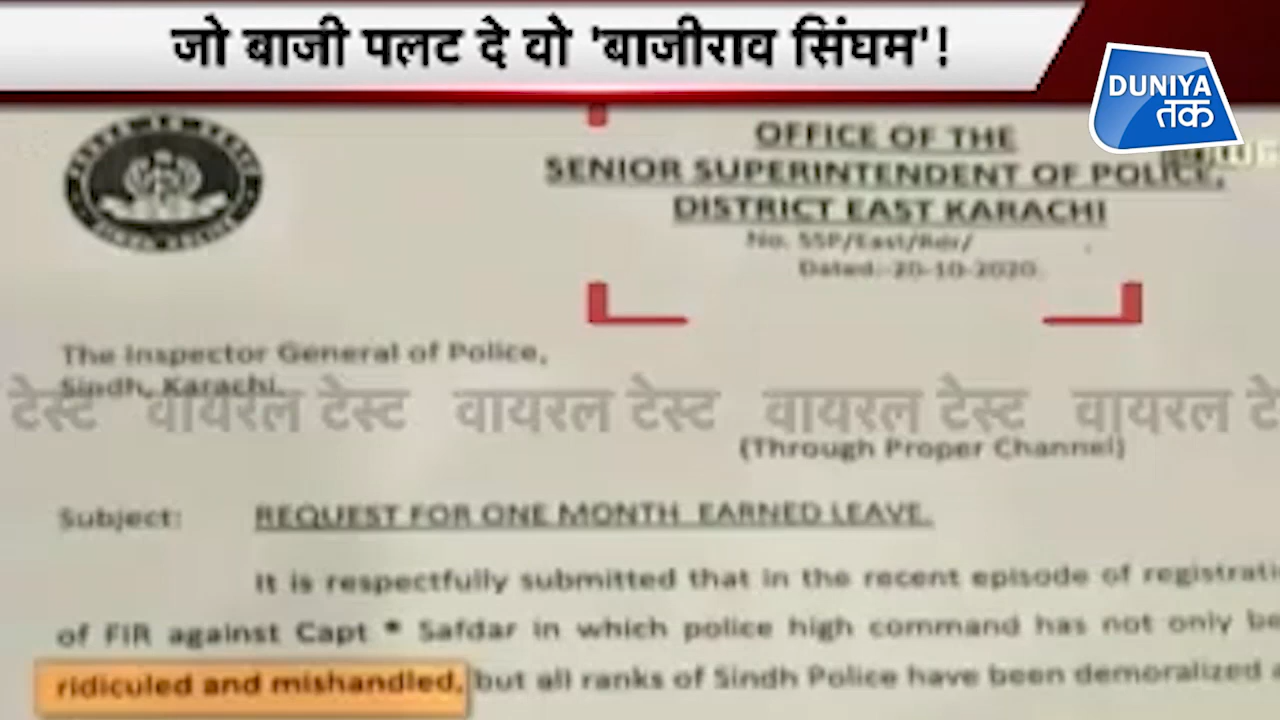 जो बाजी पलट दे वो 'बाजीराव सिंघम'!
DUNIYA
तक
OFFICE OF THE
SENIOR SUPERINTENDENT OF POLICE,
DISTRICT EAST KARACHI
No. SSP/East/Rdr/
Dated:-20-10-2020.
The Inspector General of Police,
Sindh, Karachi.
टेस्ट वायरल टेस्ट वायरल टेस्ट वायरल टेस्ट वायरल टे
(Through Proper Channel)
Subject: REQUEST FOR ONE MONTH EARNED LEAVE.
It is respectfully submitted that in the recent episode of registrati
of FIR against Capt * Safdar in which police high command has not only be
ridiculed and mishandled, but all ranks of Sindh Police have been demoralized a